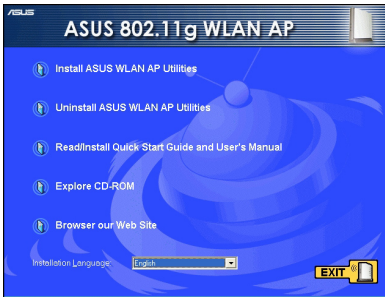 ASUS
ASUS 802.11g WLAN AP
Install ASUS WLAN AP Utilities
Uninstall ASUS WLAN AP Utilities
Read/Install Quick Start Guide and User's Manual
Explore CD-ROM
Browser our Web Site
Installation Language: English
EXIT